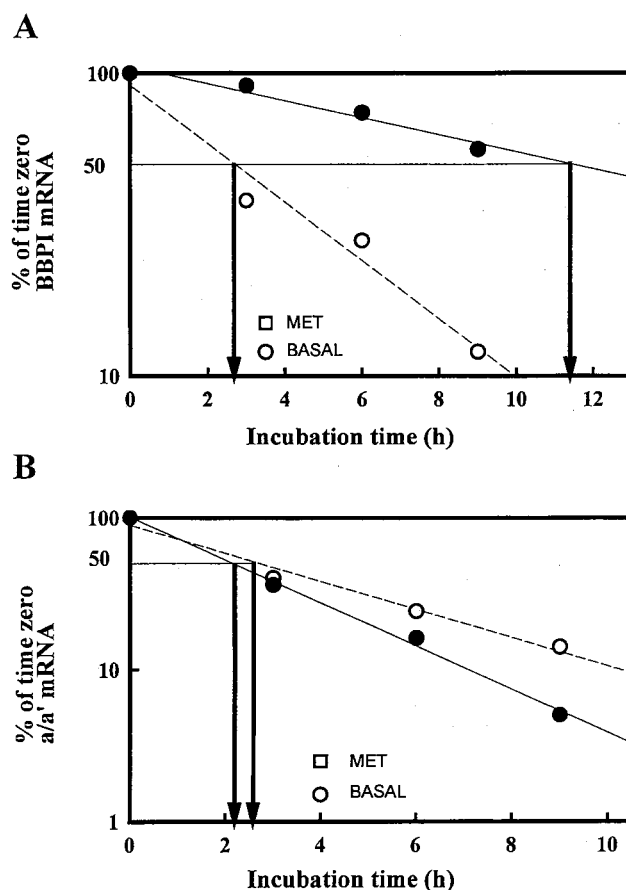 A
100
50
10
% of time zero
BBPI mRNA
MET
BASAL
0 2 4 6 8 10 12
Incubation time (h)
B
100
50
10
1
% of time zero
a/a' mRNA
MET
BASAL
0 2 4 6 8 10
Incubation time (h)